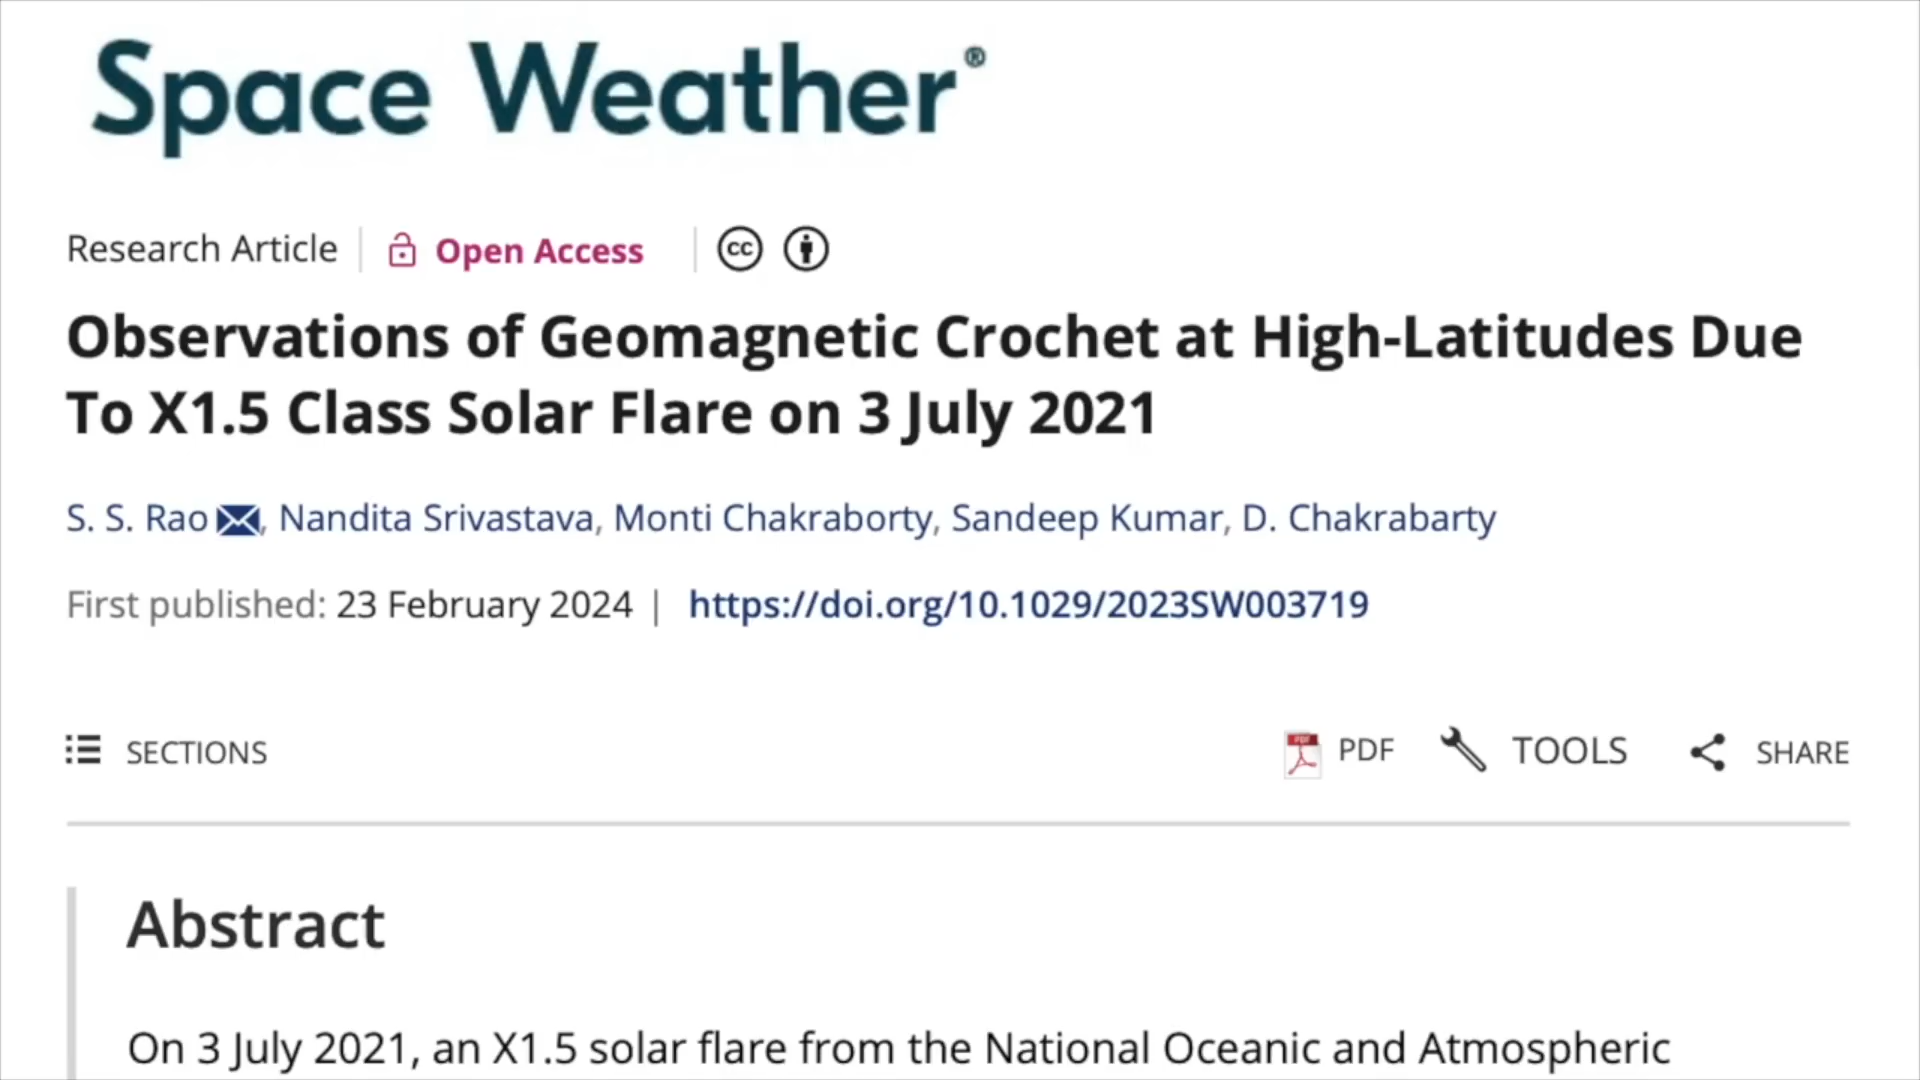 Space Weather®
Research Article Open Access cc
Observations of Geomagnetic Crochet at High-Latitudes Due
To X1.5 Class Solar Flare on 3 July 2021
S. S. Rao, Nandita Srivastava, Monti Chakraborty, Sandeep Kumar, D. Chakrabarty
First published: 23 February 2024 | https://doi.org/10.1029/2023SW003719
SECTIONS PDF PDF TOOLS SHARE
Abstract
On 3 July 2021, an X1.5 solar flare from the National Oceanic and Atmospheric